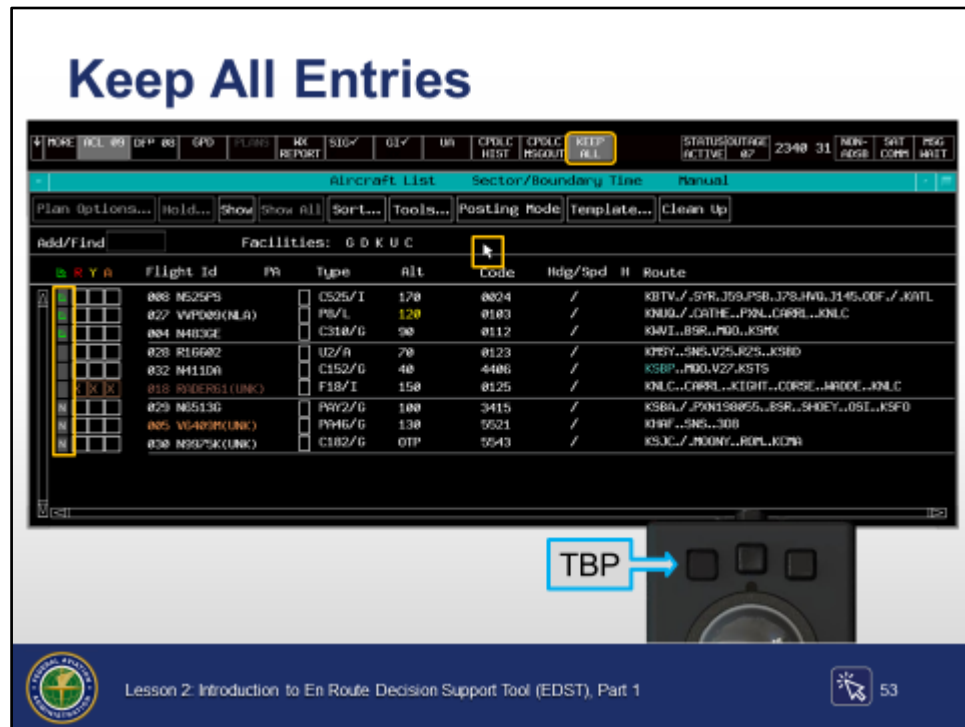 Keep All Entries
MORE ACL 09 DEP 08 GPD PLANS WX REPORT SIG✓ GI✓ UA CPDLC HIST CPDLC MSGOUT KEEP ALL STATUS ACTIVE OUTAGE 07 2340 31 NON-ADSB SAT COMM MSG WAIT
Aircraft List Sector/Boundary Time Manual
Plan Options... Hold... Show Show All Sort... Tools... Posting Mode Template... Clean Up
Add/Find Facilities: G D K U C
R Y A Flight Id PA Type Alt Code Hdg/Spd H Route
008 N525PS C525/I 170 0024 / KBTV./.SYR.J59.PSB.J78.HVQ.J145.ODF./.KATL
027 VVPD09(NLA) P8/L 120 0103 / KNUQ./.CATHE..PXN..CARRL..KNLC
004 N483GE C310/G 90 0112 / KWVI..BSR..MQO..KSMX
028 R16602 U2/A 70 0123 / KMRY..SNS.V25.RZS..KSBD
032 N411DA C152/G 40 4406 / KSBP..MQO.V27.KSTS
X X X 018 RADER61(UNK) F18/I 150 0125 / KNLC..CARRL..KIGHT..CORSE..WADDE..KNLC
N 029 N6513G PAY2/G 100 3415 / KSBA./.PXN198055..BSR..SHOEY..OSI..KSFO
N 005 V6409M(UNK) PA46/G 130 5521 / KHAF..SNS..308
N 030 N9975K(UNK) C182/G OTP 5543 / KSJC./.MOONY..ROM..KCMA
TBP
FEDERAL AVIATION ADMINISTRATION
Lesson 2: Introduction to En Route Decision Support Tool (EDST), Part 1
53